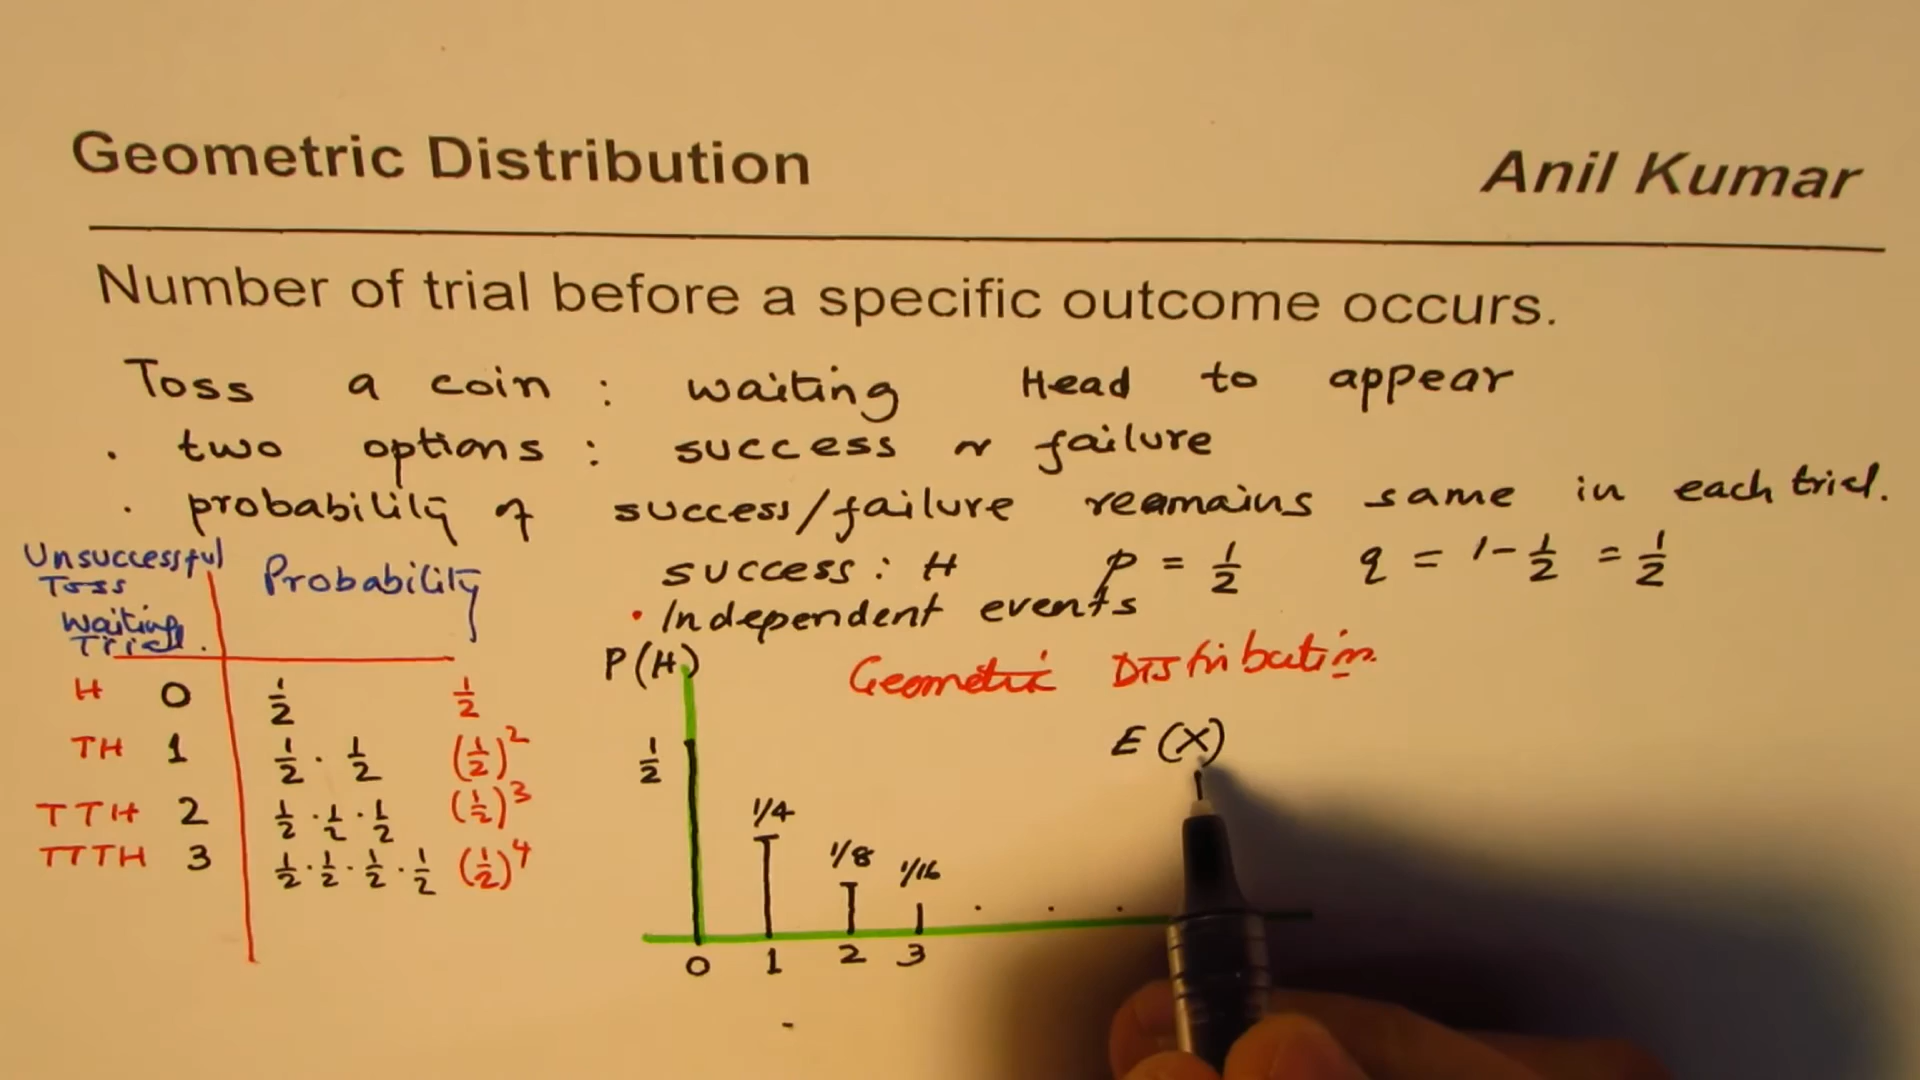 Geometric Distribution
Anil Kumar
Number of trial before a specific outcome occurs.
Toss a coin : waiting Head to appear
. two options : success or failure
. probability of success/failure reamains same in each trial.
success : H p = 1/2 q = 1 - 1/2 = 1/2
• Independent events
Unsuccessful
Toss
Waiting
Trial.
Probability
H 0 1/2 1/2
TH 1 1/2 · 1/2 (1/2)^2
TTH 2 1/2 · 1/2 · 1/2 (1/2)^3
TTTH 3 1/2 · 1/2 · 1/2 · 1/2 (1/2)^4
P(H)
Geometric Distribution.
E(X)
1/2
1/4
1/8
1/16
. . .
0 1 2 3